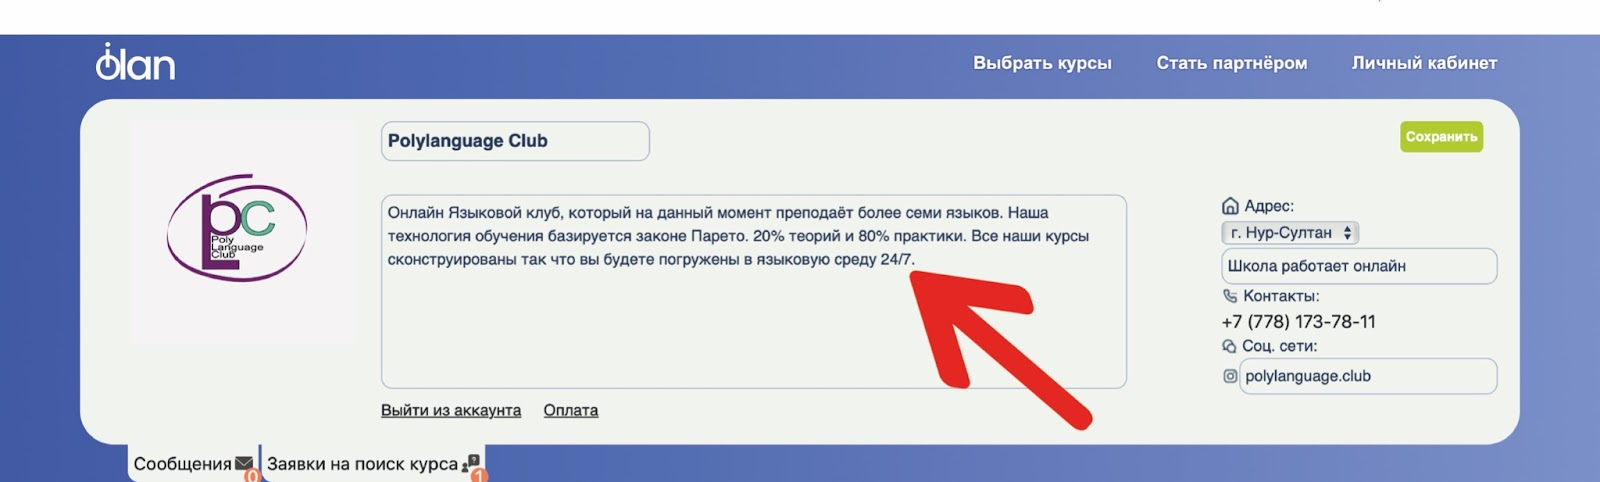 ölan
Выбрать курсы
Стать партнёром
Личный кабинет
Polylanguage Club
Сохранить
pc
Poly
Language
Club
Онлайн Языковой клуб, который на данный момент преподаёт более семи языков. Наша
технология обучения базируется законе Парето. 20% теорий и 80% практики. Все наши курсы
сконструированы так что вы будете погружены в языковую среду 24/7.
Адрес:
г. Нур-Султан
Школа работает онлайн
Контакты:
+7 (778) 173-78-11
Соц. сети:
polylanguage.club
Выйти из аккаунта
Оплата
Сообщения
0
Заявки на поиск курса
1